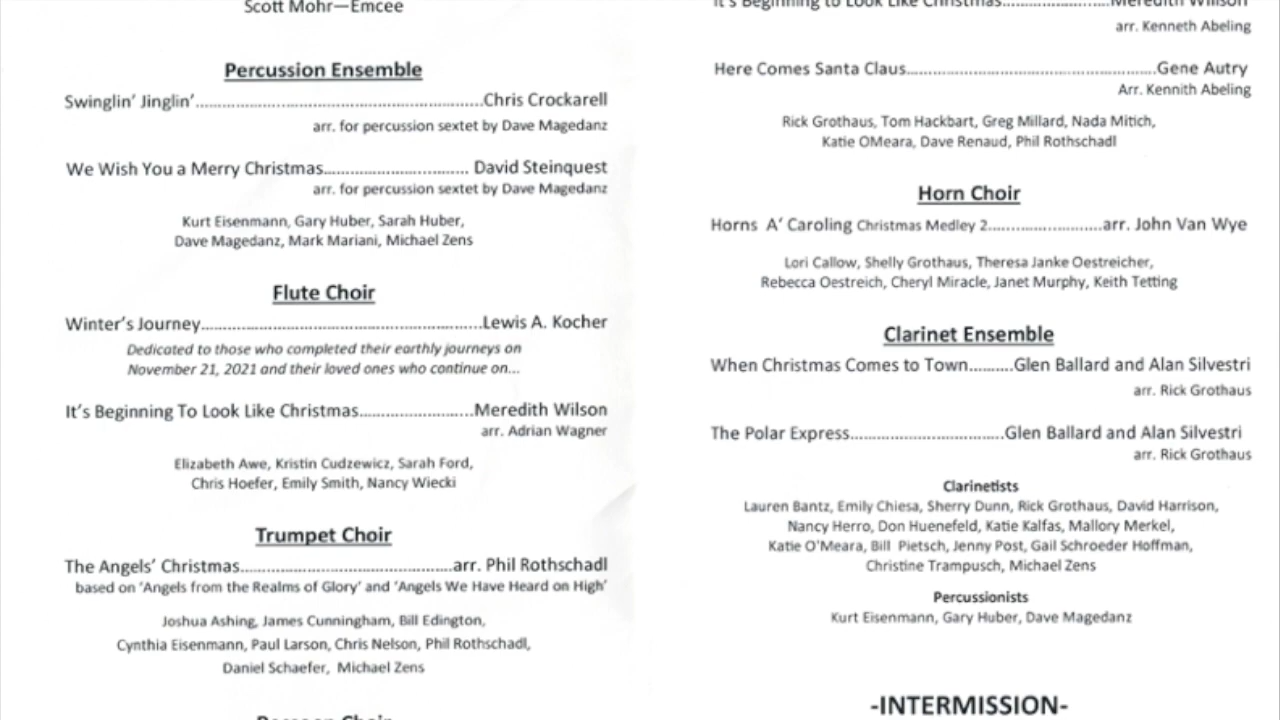 Scott Mohr—Emcee
Percussion Ensemble
Swinglin' Jinglin'..........................................................Chris Crockarell
arr. for percussion sextet by Dave Magedanz
We Wish You a Merry Christmas............................. David Steinquest
arr. for percussion sextet by Dave Magedanz
Kurt Eisenmann, Gary Huber, Sarah Huber,
Dave Magedanz, Mark Mariani, Michael Zens
Flute Choir
Winter's Journey.........................................................Lewis A. Kocher
Dedicated to those who completed their earthly journeys on
November 21, 2021 and their loved ones who continue on...
It's Beginning To Look Like Christmas.......................Meredith Wilson
arr. Adrian Wagner
Elizabeth Awe, Kristin Cudzewicz, Sarah Ford,
Chris Hoefer, Emily Smith, Nancy Wiecki
Trumpet Choir
The Angels' Christmas...........................................arr. Phil Rothschadl
based on 'Angels from the Realms of Glory' and 'Angels We Have Heard on High'
Joshua Ashing, James Cunningham, Bill Edington,
Cynthia Eisenmann, Paul Larson, Chris Nelson, Phil Rothschadl,
Daniel Schaefer, Michael Zens
Bassoon Choir
It's Beginning to Look Like Christmas......................Meredith Willson
arr. Kenneth Abeling
Here Comes Santa Claus...................................................Gene Autry
Arr. Kennith Abeling
Rick Grothaus, Tom Hackbart, Greg Millard, Nada Mitich,
Katie OMeara, Dave Renaud, Phil Rothschadl
Horn Choir
Horns A' Caroling Christmas Medley 2.......................arr. John Van Wye
Lori Callow, Shelly Grothaus, Theresa Janke Oestreicher,
Rebecca Oestreich, Cheryl Miracle, Janet Murphy, Keith Tetting
Clarinet Ensemble
When Christmas Comes to Town.........Glen Ballard and Alan Silvestri
arr. Rick Grothaus
The Polar Express...............................Glen Ballard and Alan Silvestri
arr. Rick Grothaus
Clarinetists
Lauren Bantz, Emily Chiesa, Sherry Dunn, Rick Grothaus, David Harrison,
Nancy Herro, Don Huenefeld, Katie Kalfas, Mallory Merkel,
Katie O'Meara, Bill Pietsch, Jenny Post, Gail Schroeder Hoffman,
Christine Trampusch, Michael Zens
Percussionists
Kurt Eisenmann, Gary Huber, Dave Magedanz
-INTERMISSION-